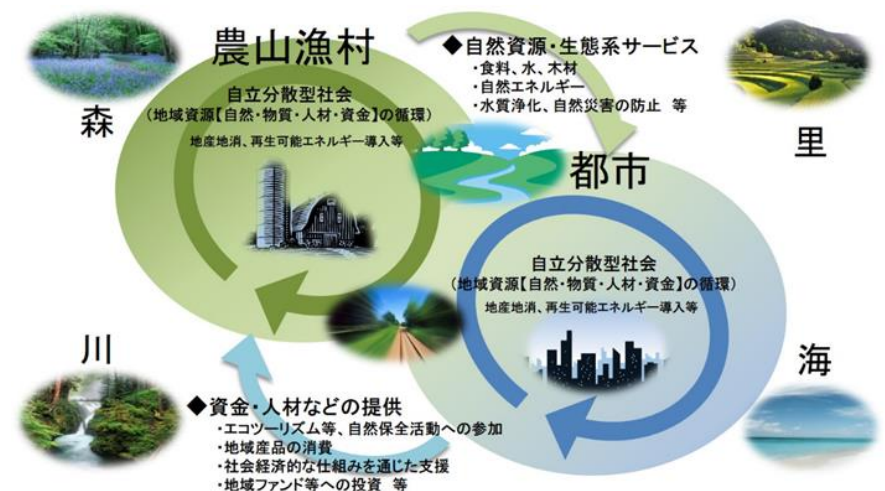 農山漁村
自立分散型社会
(地域資源【自然・物質・人材・資金】の循環)
地産地消、再生可能エネルギー導入等
森
◆自然資源・生態系サービス
・食料、水、木材
・自然エネルギー
・水質浄化、自然災害の防止 等
里
都市
自立分散型社会
(地域資源【自然・物質・人材・資金】の循環)
地産地消、再生可能エネルギー導入等
川
海
◆資金・人材などの提供
・エコツーリズム等、自然保全活動への参加
・地域産品の消費
・社会経済的な仕組みを通じた支援
・地域ファンド等への投資 等